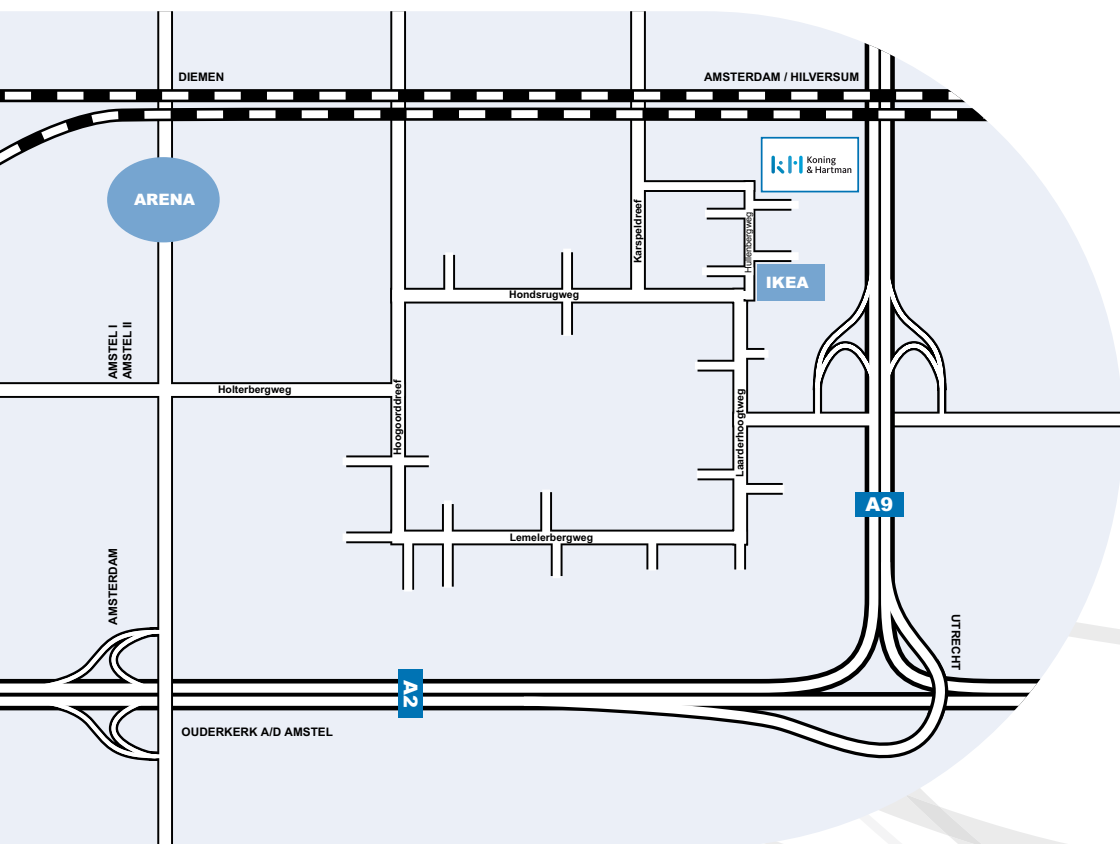 DIEMEN
AMSTERDAM / HILVERSUM
Koning
& Hartman
ARENA
Karspeldreef
Hullenbergweg
IKEA
Hondsrugweg
AMSTEL I
AMSTEL II
Holterbergweg
Hoogoorddreef
Laarderhoogtweg
A9
Lemelerbergweg
AMSTERDAM
UTRECHT
A2
OUDERKERK A/D AMSTEL